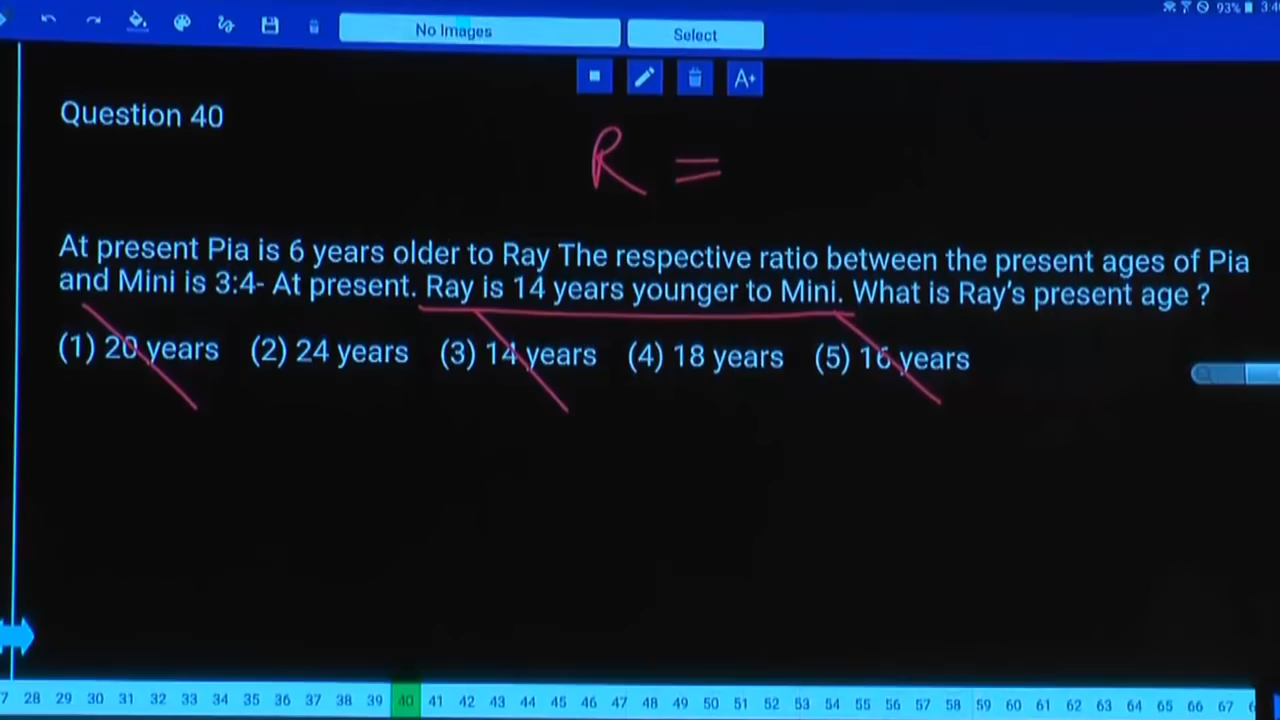 93% 3:4
No Images
Select
A+
Question 40
R =
At present Pia is 6 years older to Ray The respective ratio between the present ages of Pia
and Mini is 3:4- At present. Ray is 14 years younger to Mini. What is Ray's present age ?
(1) 20 years (2) 24 years (3) 14 years (4) 18 years (5) 16 years
7 28 29 30 31 32 33 34 35 36 37 38 39 40 41 42 43 44 45 46 47 48 49 50 51 52 53 54 55 56 57 58 59 60 61 62 63 64 65 66 67